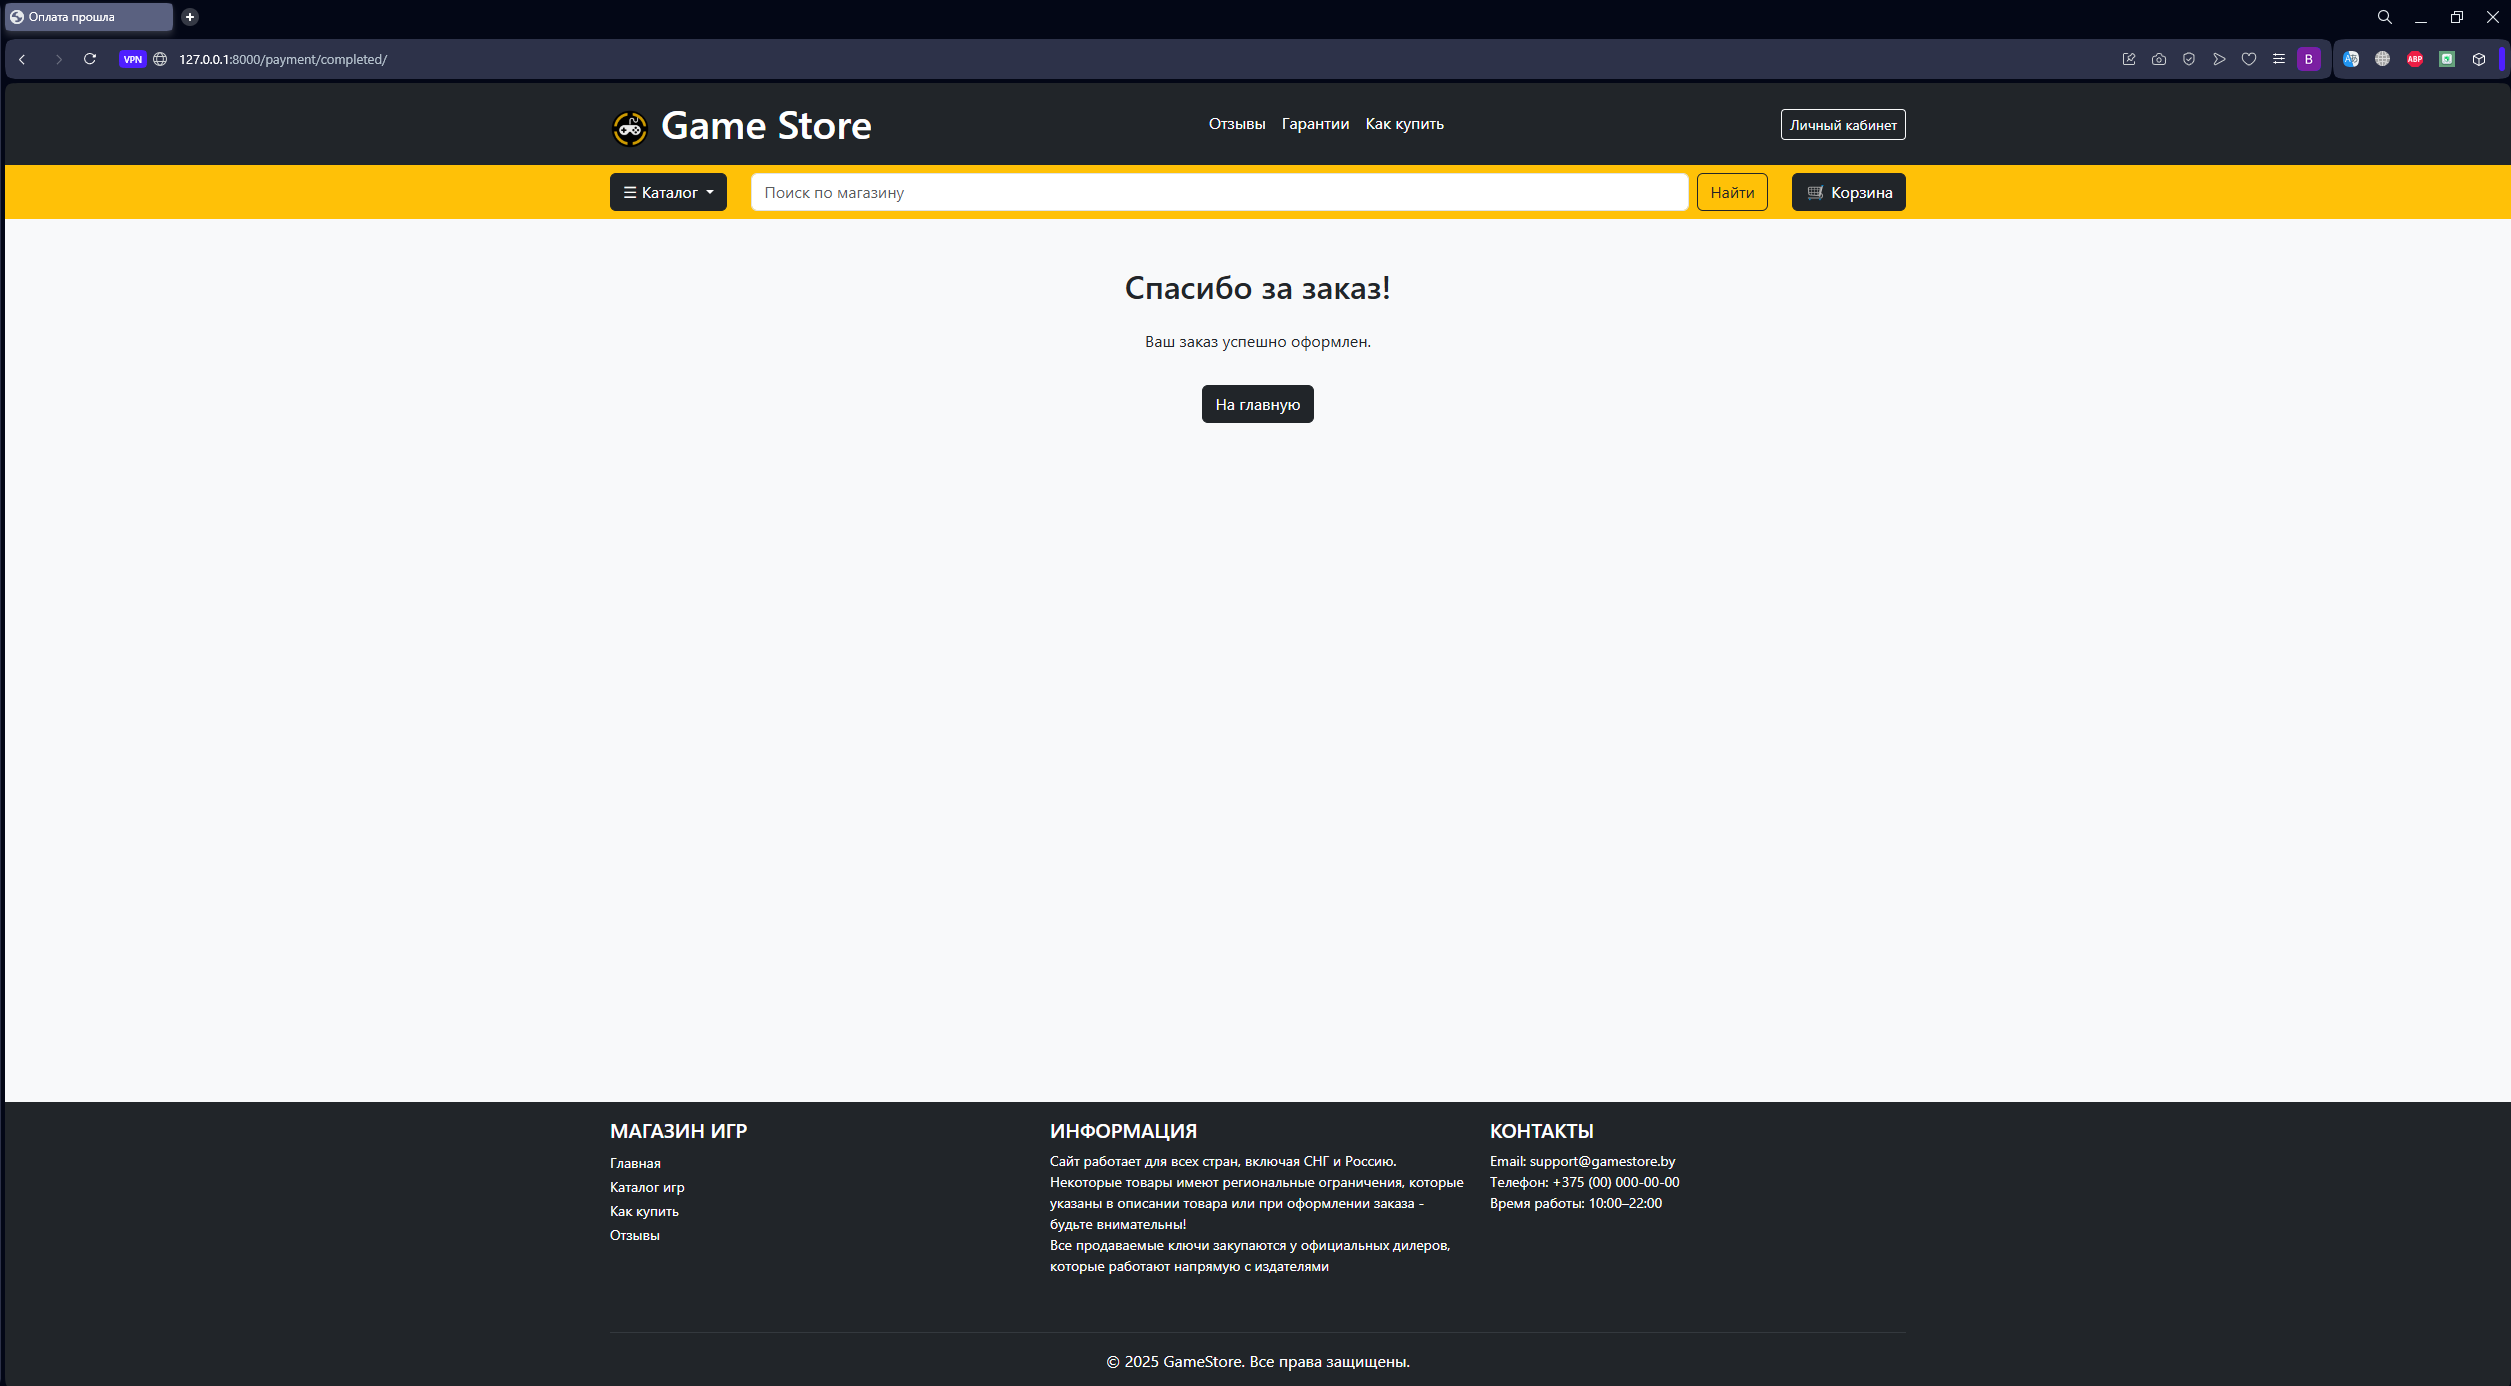 Оплата прошла
VPN 127.0.0.1:8000/payment/completed/
B
ABP
Game Store
Отзывы Гарантии Как купить
Личный кабинет
☰ Каталог
Поиск по магазину
Найти
Корзина
Спасибо за заказ!
Ваш заказ успешно оформлен.
На главную
МАГАЗИН ИГР
Главная
Каталог игр
Как купить
Отзывы
ИНФОРМАЦИЯ
Сайт работает для всех стран, включая СНГ и Россию.
Некоторые товары имеют региональные ограничения, которые
указаны в описании товара или при оформлении заказа -
будьте внимательны!
Все продаваемые ключи закупаются у официальных дилеров,
которые работают напрямую с издателями
КОНТАКТЫ
Email: support@gamestore.by
Телефон: +375 (00) 000-00-00
Время работы: 10:00–22:00
© 2025 GameStore. Все права защищены.